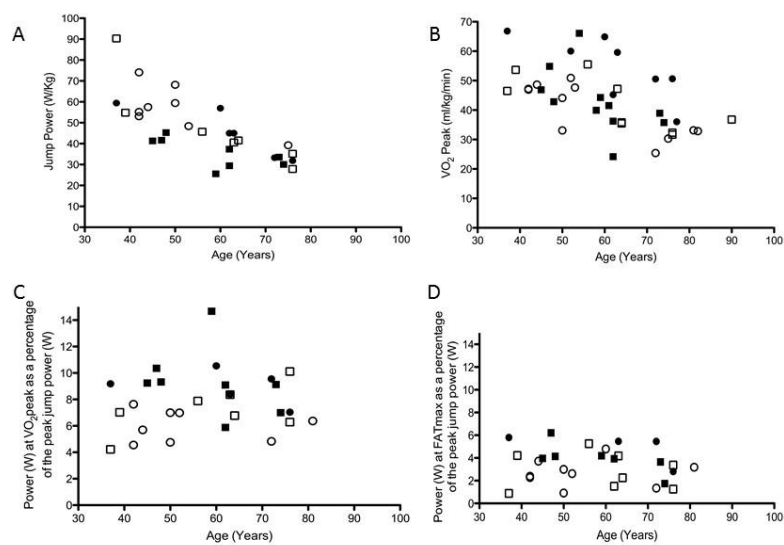 A
Jump Power (W/Kg)
100
90
80
70
60
50
40
30
20
10
0
30 40 50 60 70 80 90 100
Age (Years)
B
VO2 Peak (ml/kg/min)
70
60
50
40
30
20
10
0
30 40 50 60 70 80 90 100
Age (Years)
C
Power (W) at VO2peak as a percentage
of the peak jump power (W)
14
12
10
8
6
4
2
0
30 40 50 60 70 80 90 100
Age (Years)
D
Power (W) at FATmax as a percentage
of the peak jump power (W)
14
12
10
8
6
4
2
0
30 40 50 60 70 80 90 100
Age (Years)